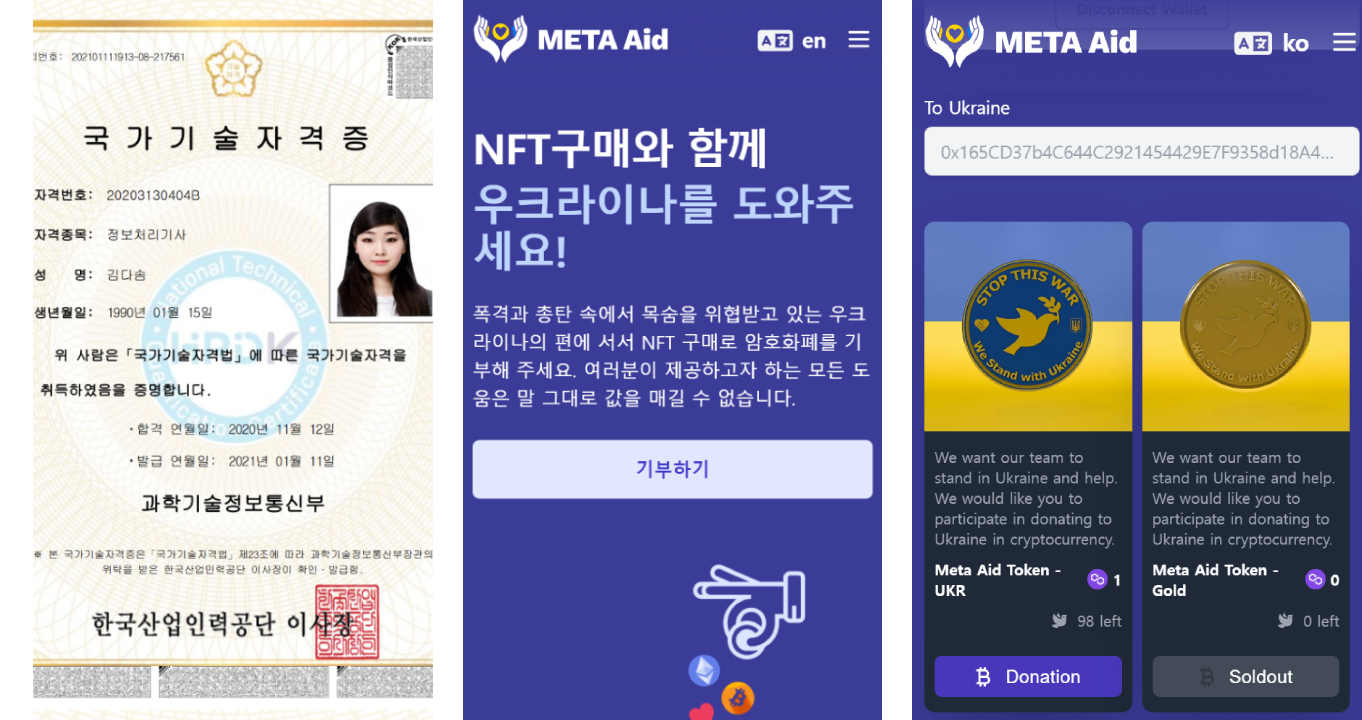 번호: 202101111913-08-217561
국 가 기 술 자 격 증
자격번호: 20203130404B
자격종목: 정보처리기사
성 명: 김다솜
생년월일: 1990년 01월 15일
위 사람은「국가기술자격법」에 따른 국가기술자격을
취득하였음을 증명합니다.
·합격 연월일: 2020년 11월 12일
·발급 연월일: 2021년 01월 11일
과학기술정보통신부
※ 본 국가기술자격증은「국가기술자격법」제23조에 따라 과학기술정보통신부장관의
위탁을 받은 한국산업인력공단 이사장이 확인·발급함.
한국산업인력공단 이사장
META Aid
en
NFT구매와 함께
우크라이나를 도와주
세요!
폭격과 총탄 속에서 목숨을 위협받고 있는 우크
라이나의 편에 서서 NFT 구매로 암호화폐를 기
부해 주세요. 여러분이 제공하고자 하는 모든 도
움은 말 그대로 값을 매길 수 없습니다.
기부하기
Disconnect Wallet
META Aid
ko
To Ukraine
0x165CD37b4C644C2921454429E7F9358d18A4...
STOP THIS WAR
We Stand with Ukraine
We want our team to
stand in Ukraine and help.
We would like you to
participate in donating to
Ukraine in cryptocurrency.
Meta Aid Token -
UKR
1
98 left
Donation
STOP THIS WAR
We Stand with Ukraine
We want our team to
stand in Ukraine and help.
We would like you to
participate in donating to
Ukraine in cryptocurrency.
Meta Aid Token -
Gold
0
0 left
Soldout